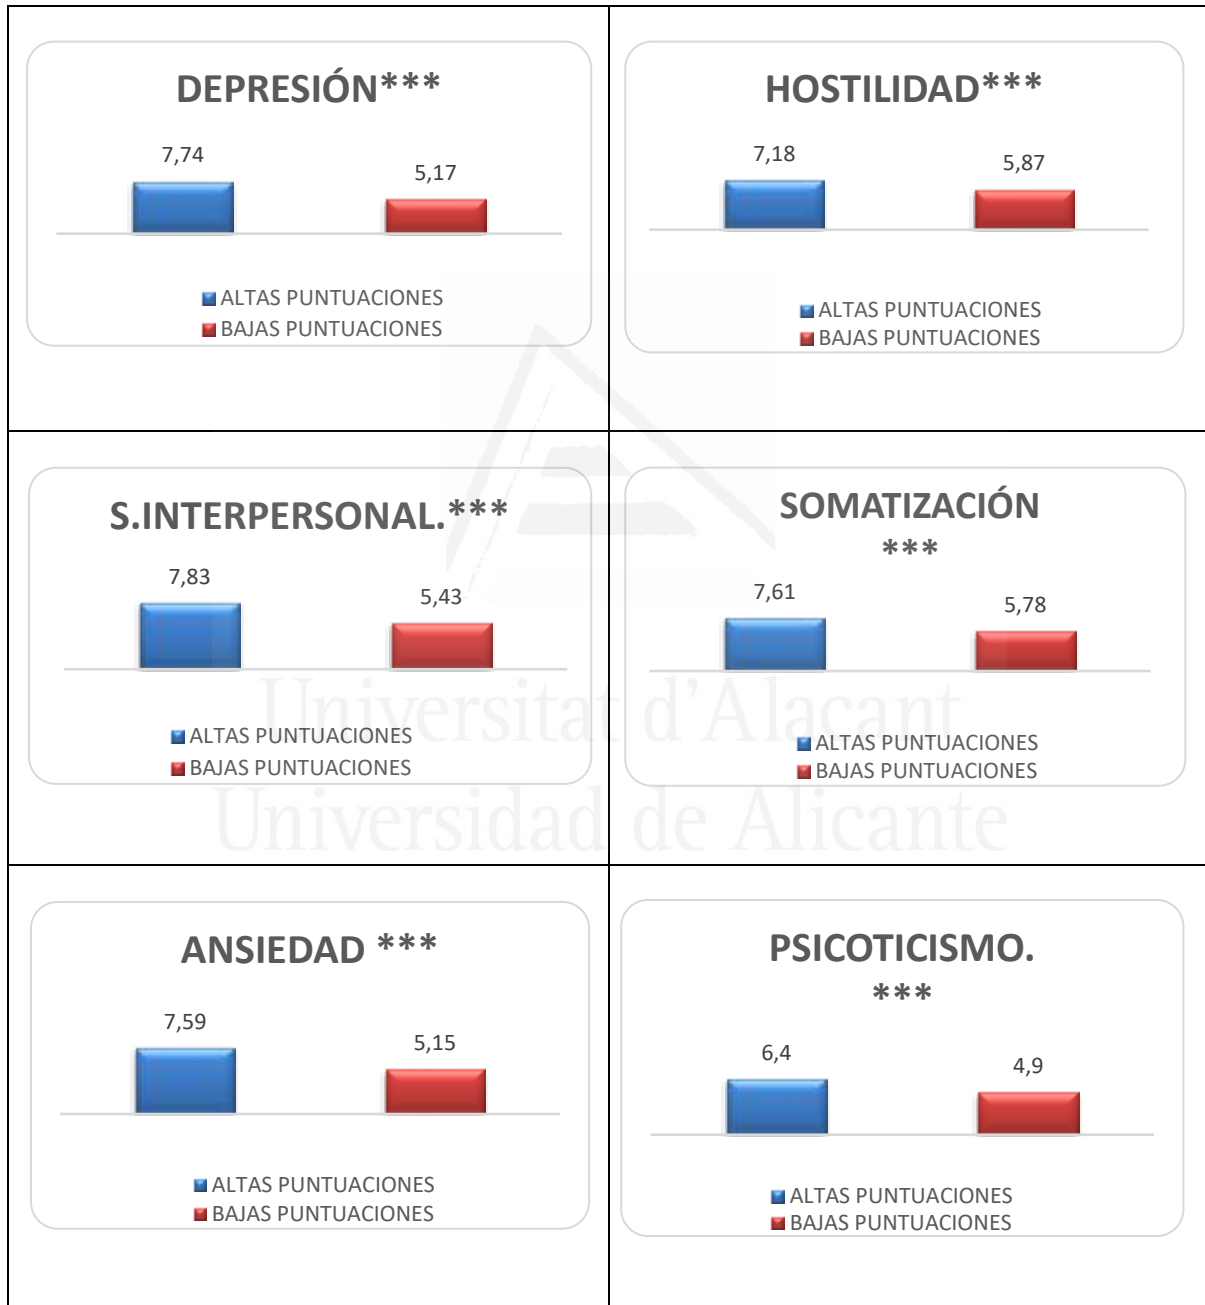 DEPRESIÓN***
7,74
5,17
ALTAS PUNTUACIONES
BAJAS PUNTUACIONES
HOSTILIDAD***
7,18
5,87
ALTAS PUNTUACIONES
BAJAS PUNTUACIONES
S.INTERPERSONAL.***
7,83
5,43
ALTAS PUNTUACIONES
BAJAS PUNTUACIONES
SOMATIZACIÓN
***
7,61
5,78
ALTAS PUNTUACIONES
BAJAS PUNTUACIONES
Universitat d'Alacant
Universidad de Alicante
ANSIEDAD ***
7,59
5,15
ALTAS PUNTUACIONES
BAJAS PUNTUACIONES
PSICOTICISMO.
***
6,4
4,9
ALTAS PUNTUACIONES
BAJAS PUNTUACIONES